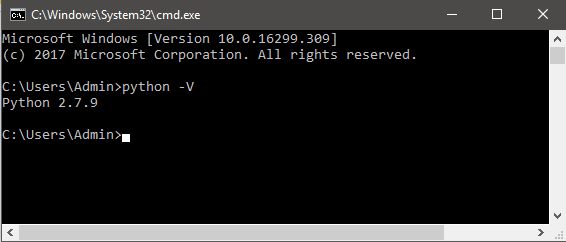 C:\Windows\System32\cmd.exe
Microsoft Windows [Version 10.0.16299.309]
(c) 2017 Microsoft Corporation. All rights reserved.
C:\Users\Admin>python -V
Python 2.7.9
C:\Users\Admin>